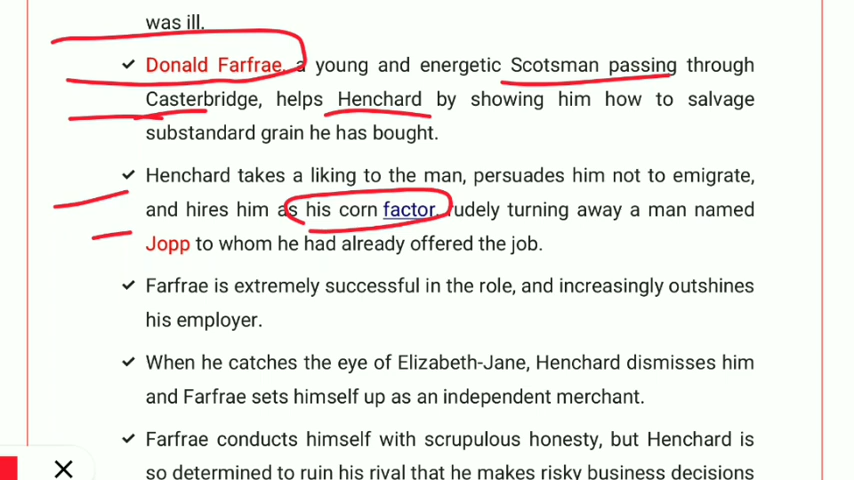 was ill.
✓ Donald Farfrae, a young and energetic Scotsman passing through
Casterbridge, helps Henchard by showing him how to salvage
substandard grain he has bought.
✓ Henchard takes a liking to the man, persuades him not to emigrate,
and hires him as his corn factor, rudely turning away a man named
Jopp to whom he had already offered the job.
✓ Farfrae is extremely successful in the role, and increasingly outshines
his employer.
✓ When he catches the eye of Elizabeth-Jane, Henchard dismisses him
and Farfrae sets himself up as an independent merchant.
✓ Farfrae conducts himself with scrupulous honesty, but Henchard is
so determined to ruin his rival that he makes risky business decisions